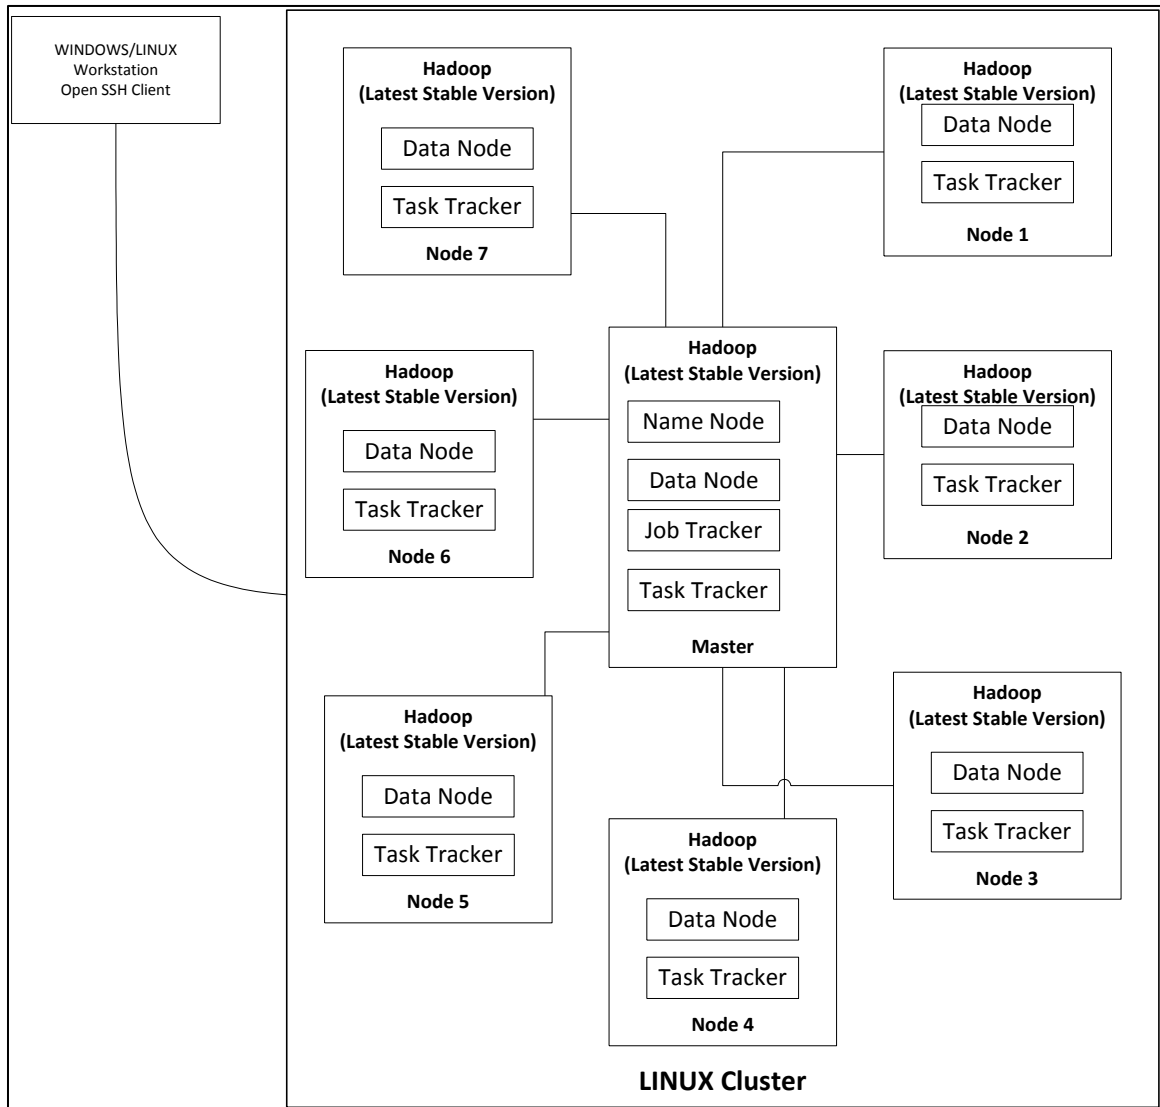 WINDOWS/LINUX
Workstation
Open SSH Client
Hadoop
(Latest Stable Version)
Data Node
Task Tracker
Node 7
Hadoop
(Latest Stable Version)
Data Node
Task Tracker
Node 1
Hadoop
(Latest Stable Version)
Data Node
Task Tracker
Node 6
Hadoop
(Latest Stable Version)
Name Node
Data Node
Job Tracker
Task Tracker
Master
Hadoop
(Latest Stable Version)
Data Node
Task Tracker
Node 2
Hadoop
(Latest Stable Version)
Data Node
Task Tracker
Node 5
Hadoop
(Latest Stable Version)
Data Node
Task Tracker
Node 4
Hadoop
(Latest Stable Version)
Data Node
Task Tracker
Node 3
LINUX Cluster